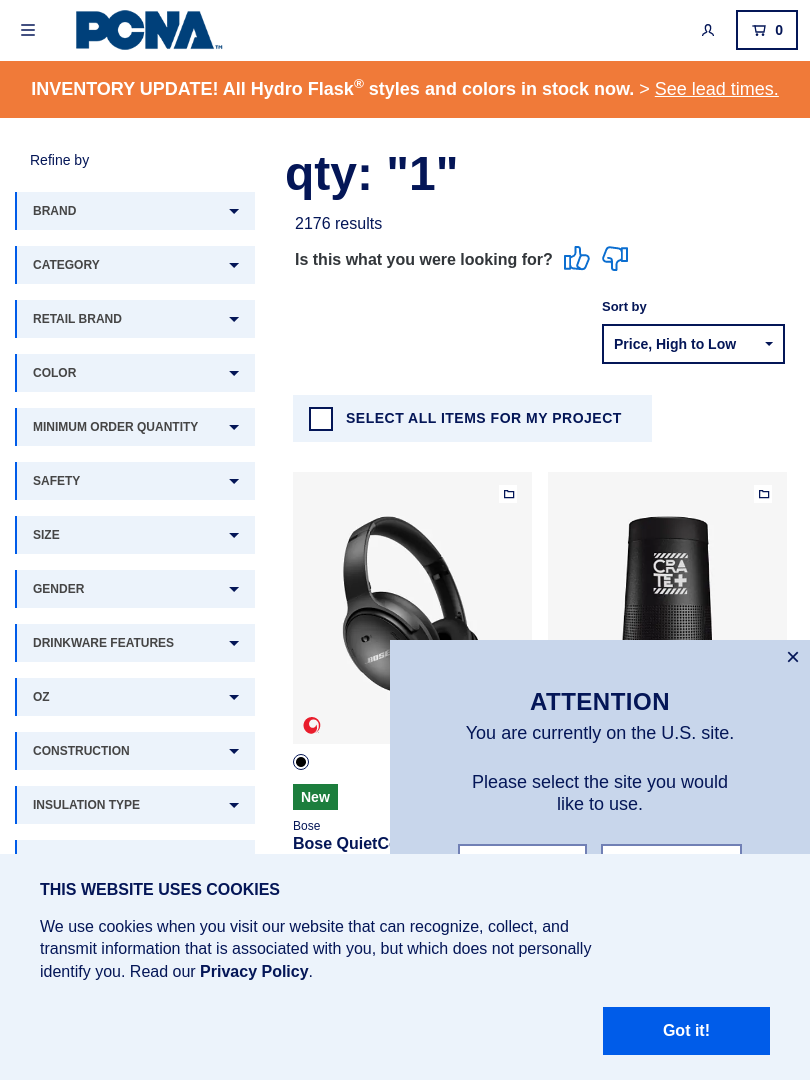 PCNA™
0
INVENTORY UPDATE! All Hydro Flask® styles and colors in stock now. > See lead times.
Refine by
BRAND
CATEGORY
RETAIL BRAND
COLOR
MINIMUM ORDER QUANTITY
SAFETY
SIZE
GENDER
DRINKWARE FEATURES
OZ
CONSTRUCTION
INSULATION TYPE
qty: "1"
2176 results
Is this what you were looking for?
Sort by
Price, High to Low
SELECT ALL ITEMS FOR MY PROJECT
BOSE
CRA
TE+
New
Bose
Bose QuietC
×
ATTENTION
You are currently on the U.S. site.
Please select the site you would
like to use.
THIS WEBSITE USES COOKIES
We use cookies when you visit our website that can recognize, collect, and
transmit information that is associated with you, but which does not personally
identify you. Read our Privacy Policy.
Got it!